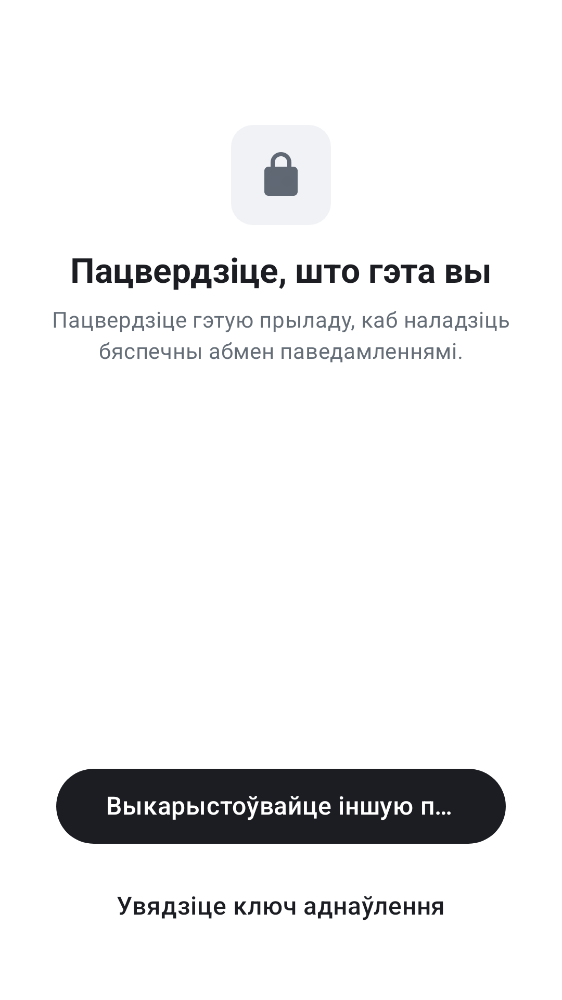 Пацвердзіце, што гэта вы
Пацвердзіце гэтую прыладу, каб наладзіць
бяспечны абмен паведамленнямі.
Выкарыстоўвайце іншую п...
Увядзіце ключ аднаўлення